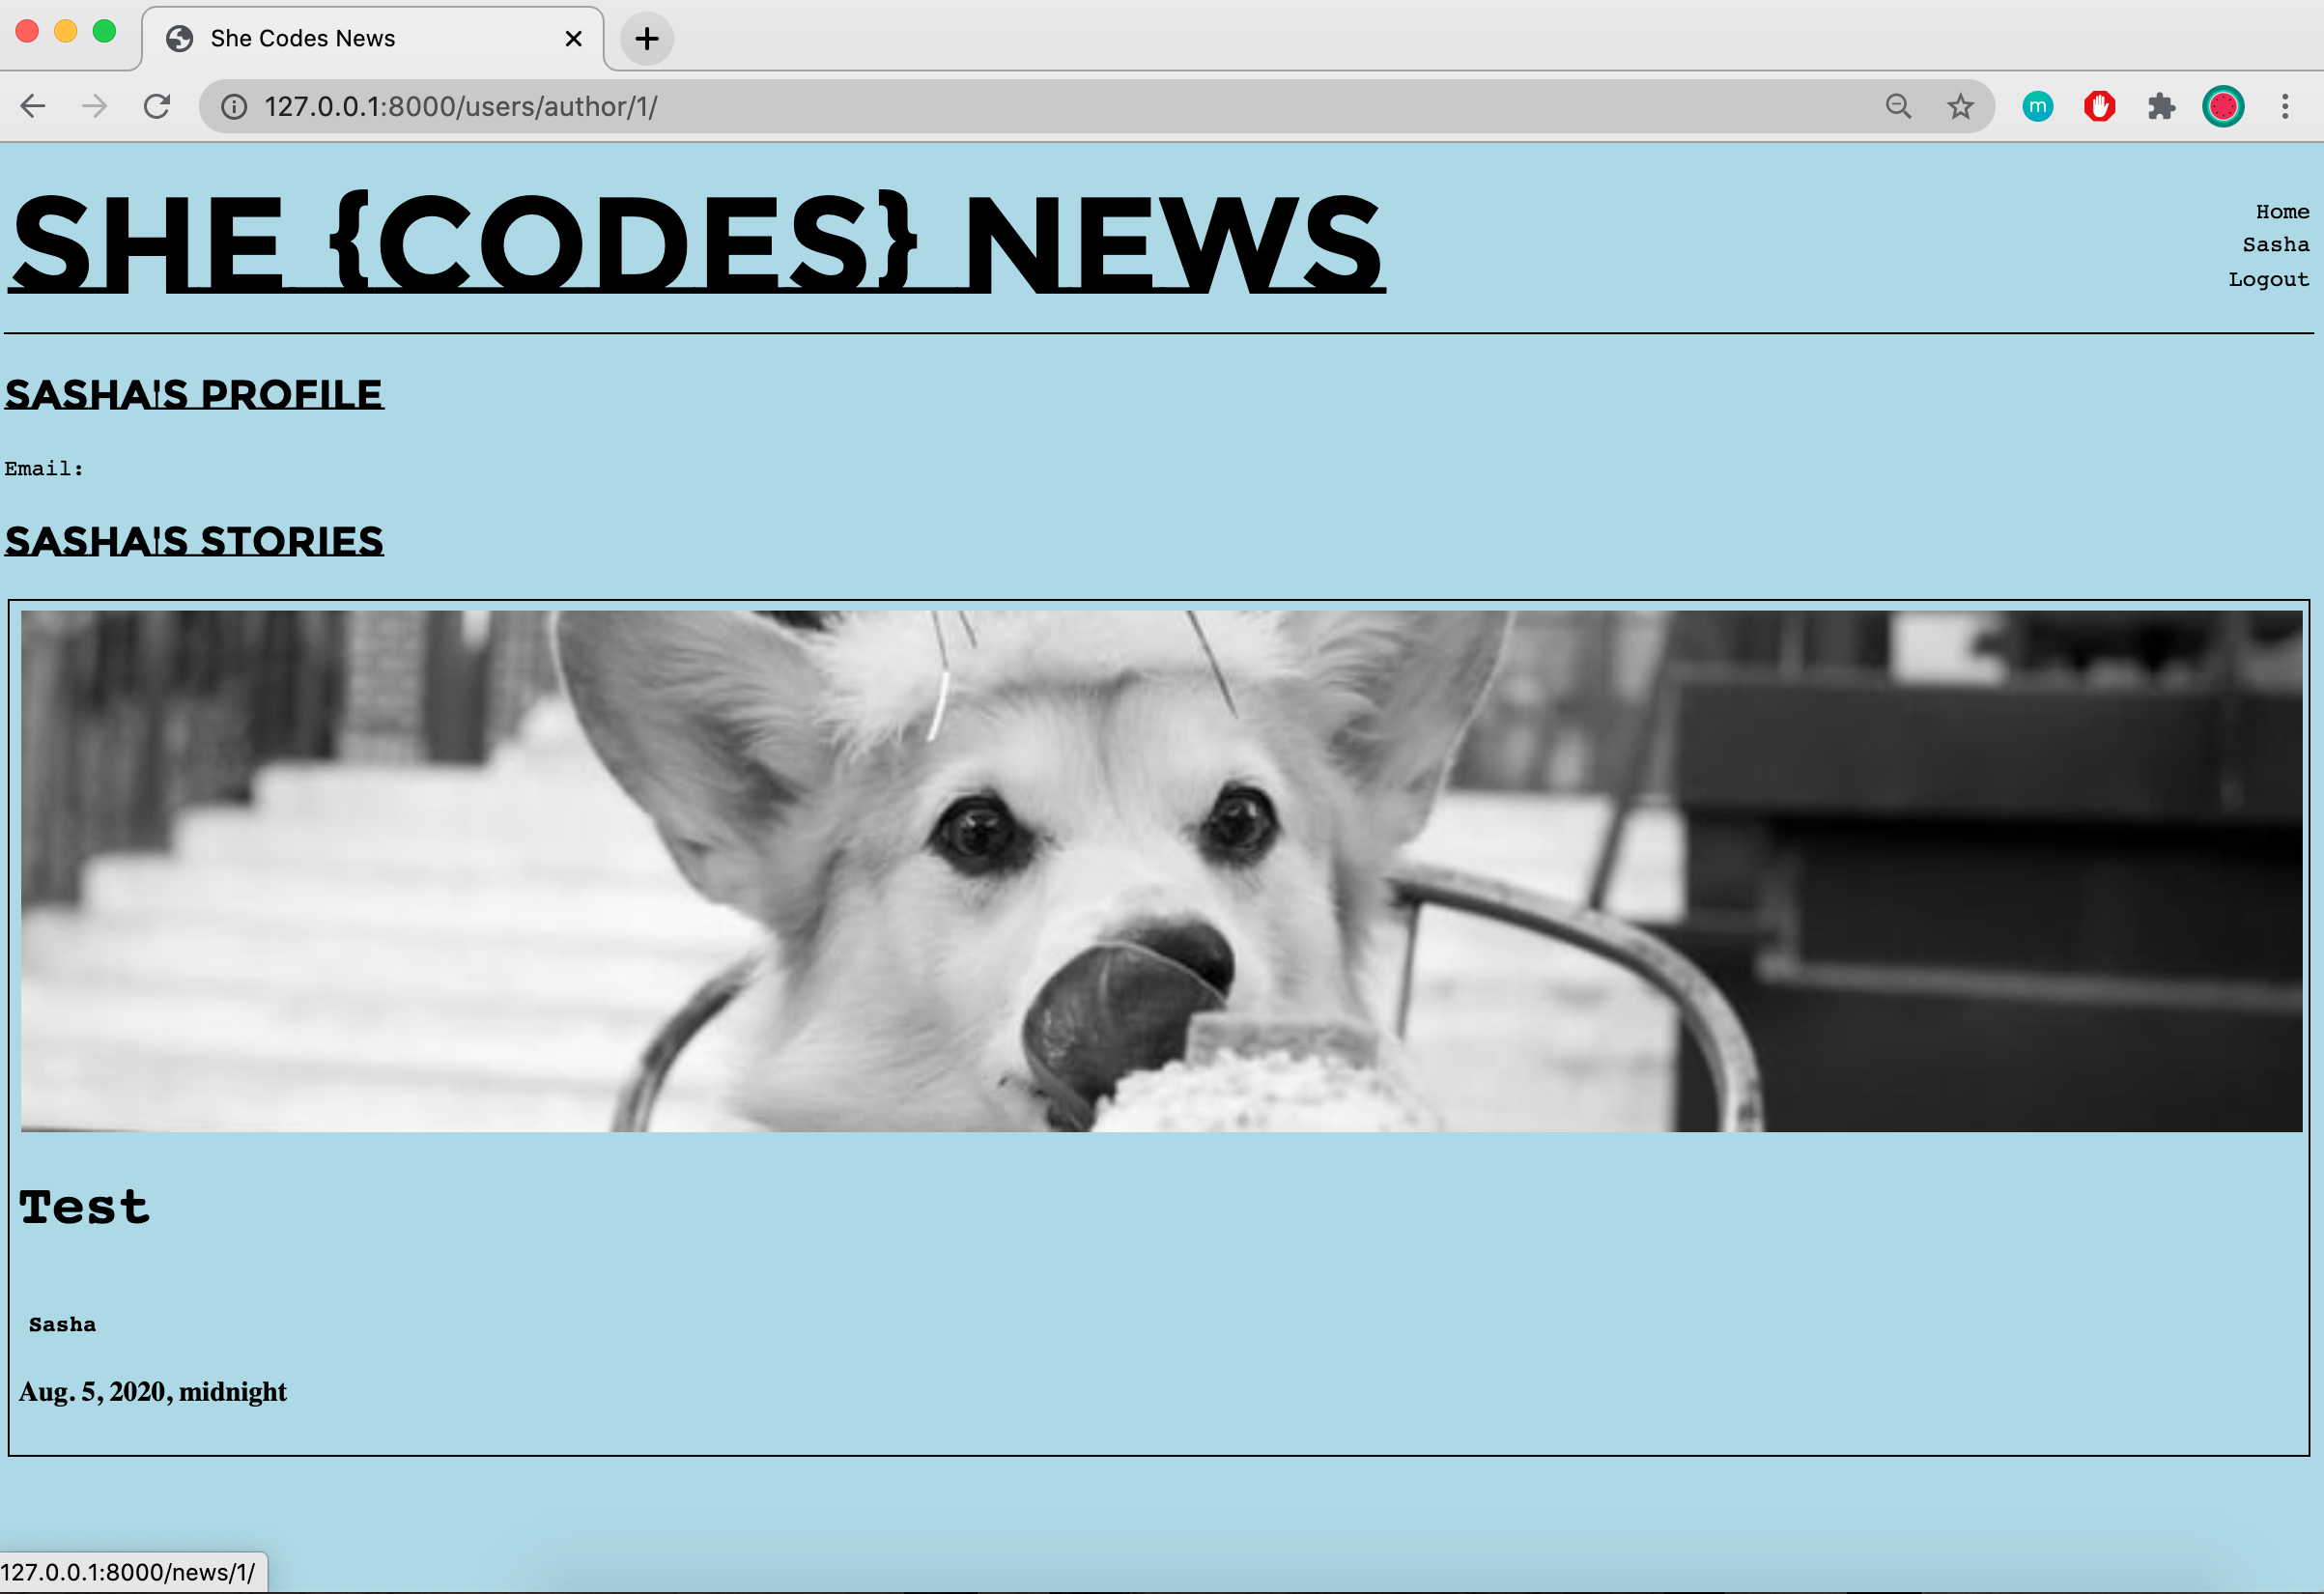 She Codes News
127.0.0.1:8000/users/author/1/
m
SHE {CODES} NEWS
Home
Sasha
Logout
SASHA'S PROFILE
Email:
SASHA'S STORIES
Test
Sasha
Aug. 5, 2020, midnight
127.0.0.1:8000/news/1/